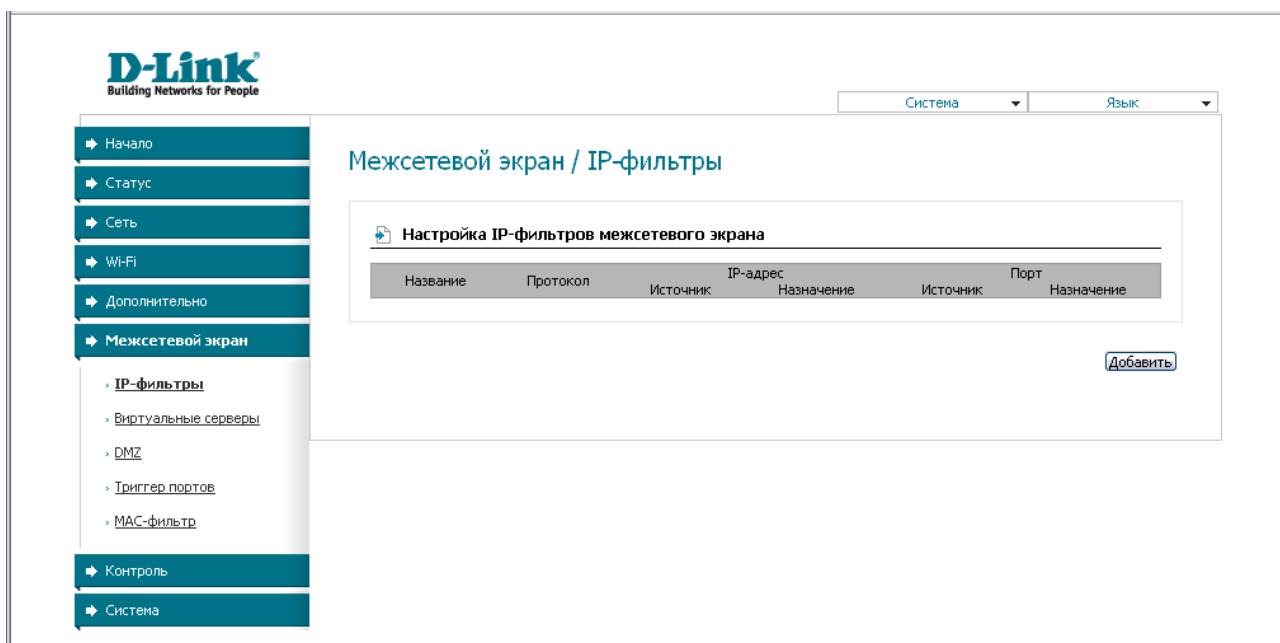 D-Link
Building Networks for People
Система
Язык
Начало
Статус
Сеть
Wi-Fi
Дополнительно
Межсетевой экран
IP-фильтры
Виртуальные серверы
DMZ
Триггер портов
MAC-фильтр
Контроль
Система
Межсетевой экран / IP-фильтры
Настройка IP-фильтров межсетевого экрана
Название Протокол IP-адрес Порт
Источник Назначение Источник Назначение
Добавить